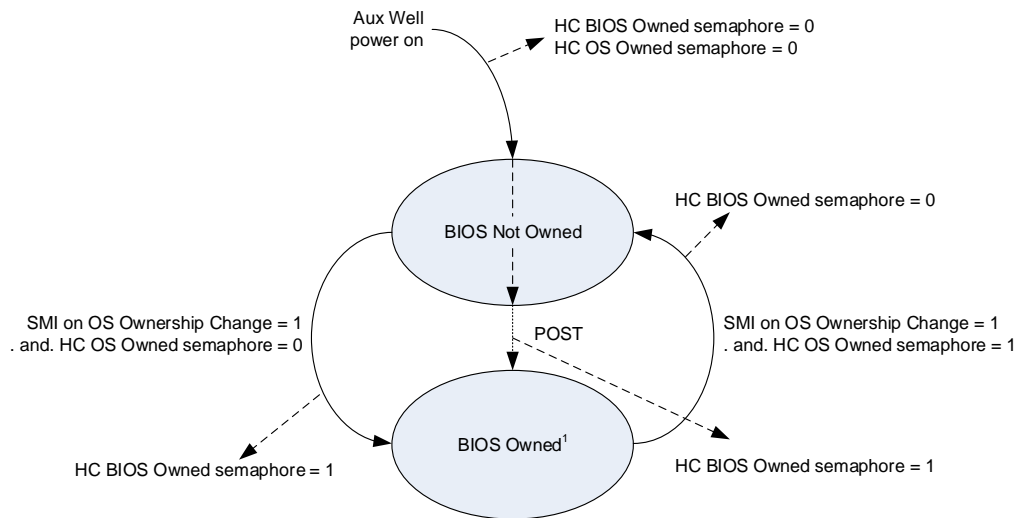 Aux Well
power on
HC BIOS Owned semaphore = 0
HC OS Owned semaphore = 0
BIOS Not Owned
HC BIOS Owned semaphore = 0
SMI on OS Ownership Change = 1
. and. HC OS Owned semaphore = 0
POST
SMI on OS Ownership Change = 1
. and. HC OS Owned semaphore = 1
BIOS Owned¹
HC BIOS Owned semaphore = 1
HC BIOS Owned semaphore = 1